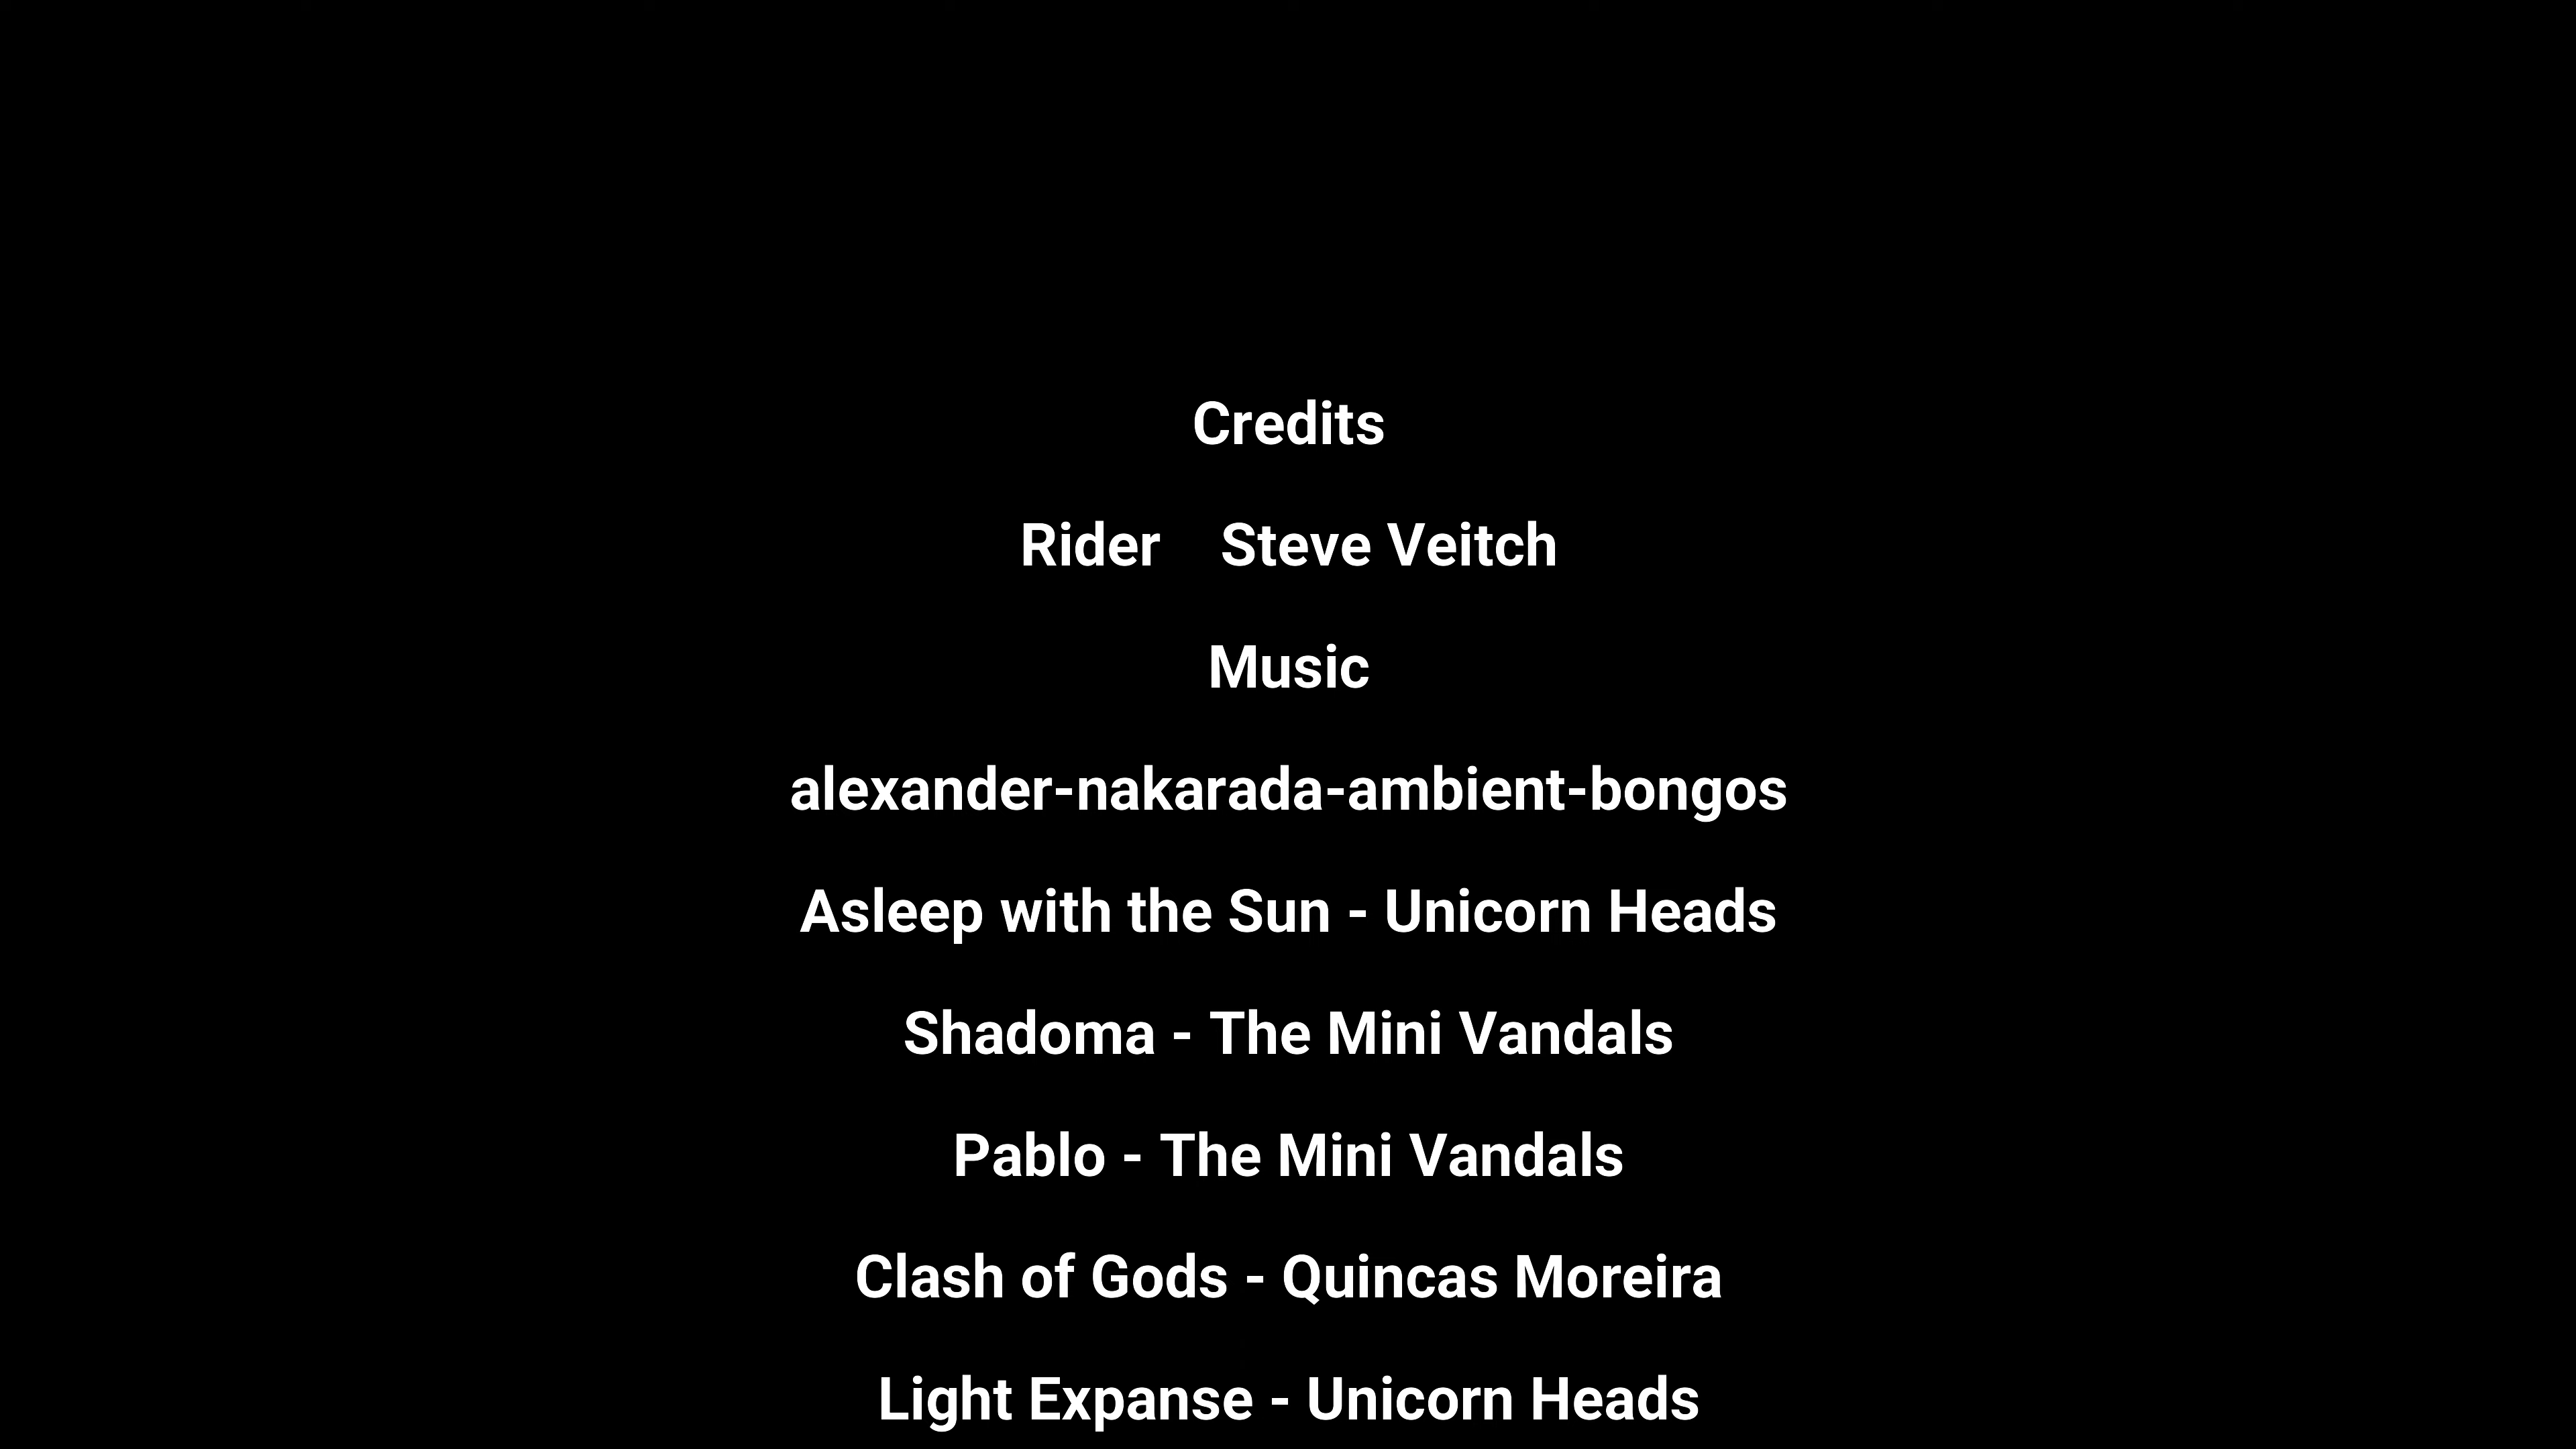 Credits
Rider Steve Veitch
Music
alexander-nakarada-ambient-bongos
Asleep with the Sun - Unicorn Heads
Shadoma - The Mini Vandals
Pablo - The Mini Vandals
Clash of Gods - Quincas Moreira
Light Expanse - Unicorn Heads